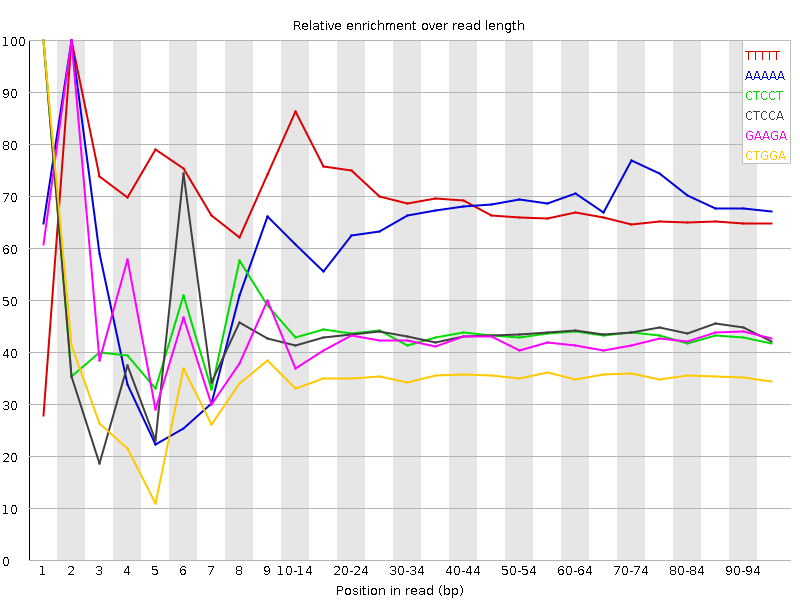 Relative enrichment over read length
100
90
80
70
60
50
40
30
20
10
0
TTTTT
AAAAA
CTCCT
CTCCA
GAAGA
CTGGA
1 2 3 4 5 6 7 8 9 10-14 20-24 30-34 40-44 50-54 60-64 70-74 80-84 90-94
Position in read (bp)